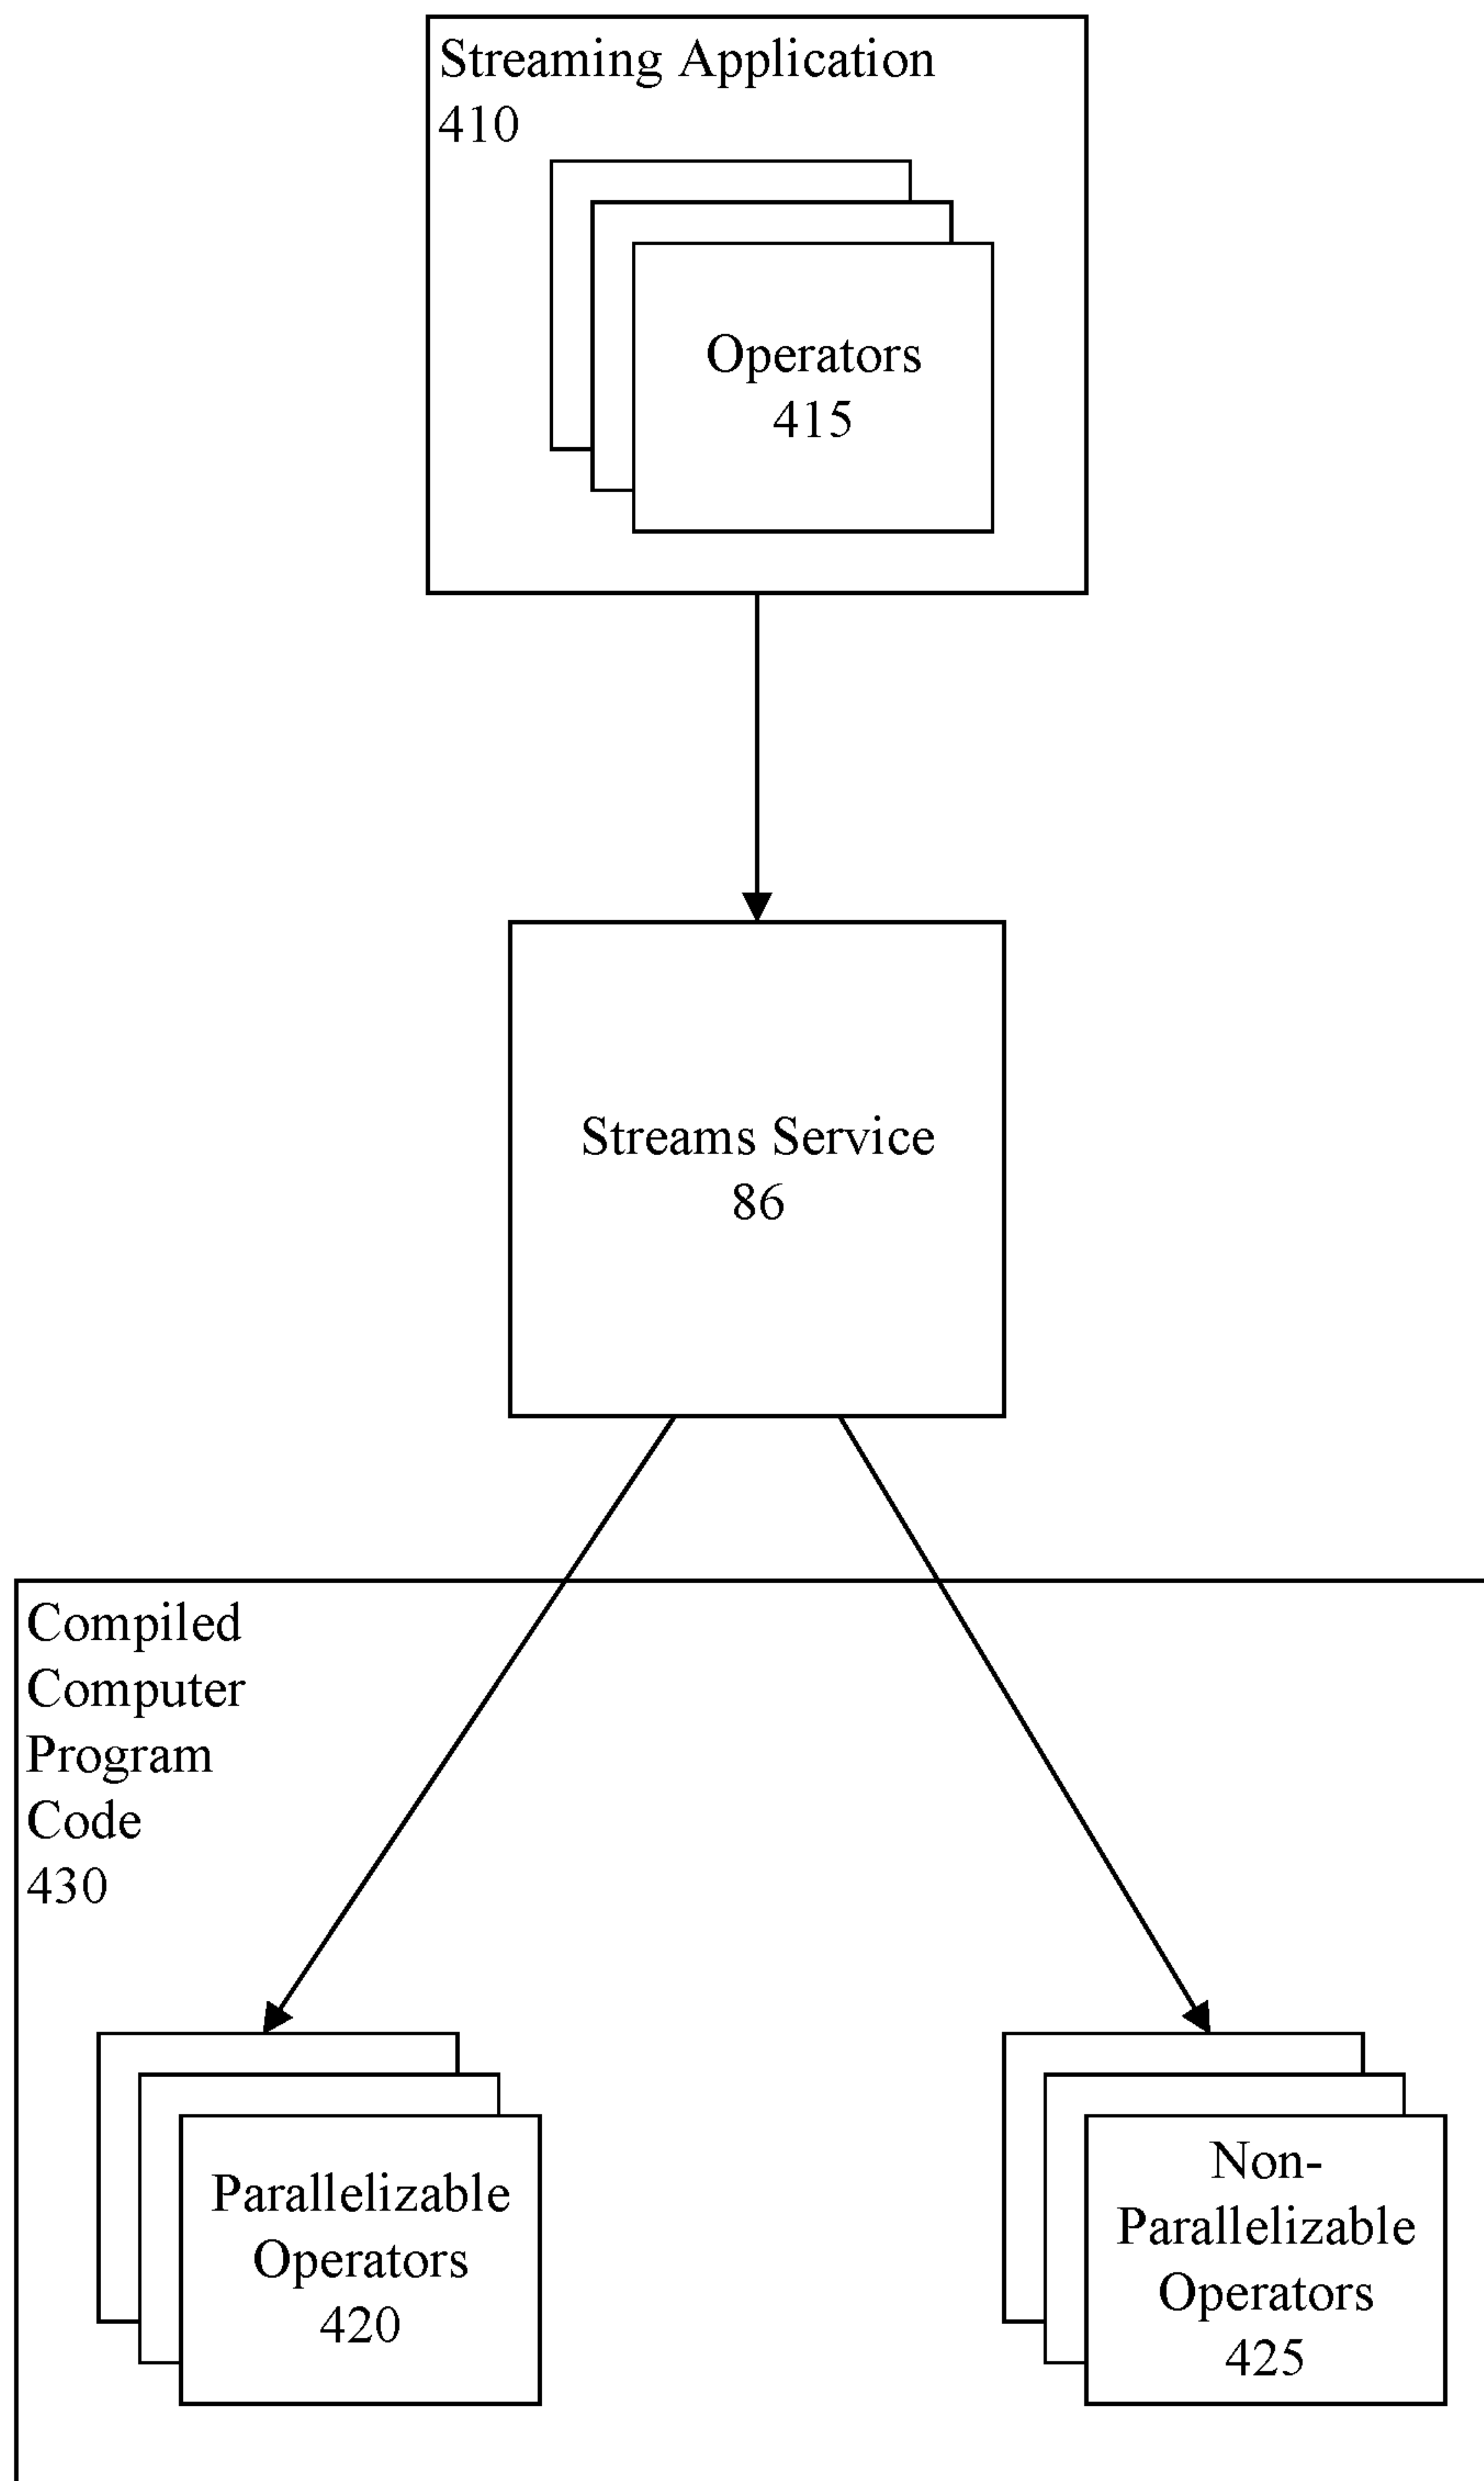 Streaming Application
410
Operators
415
Streams Service
86
Compiled
Computer
Program
Code
430
Parallelizable
Operators
420
Non-
Parallelizable
Operators
425